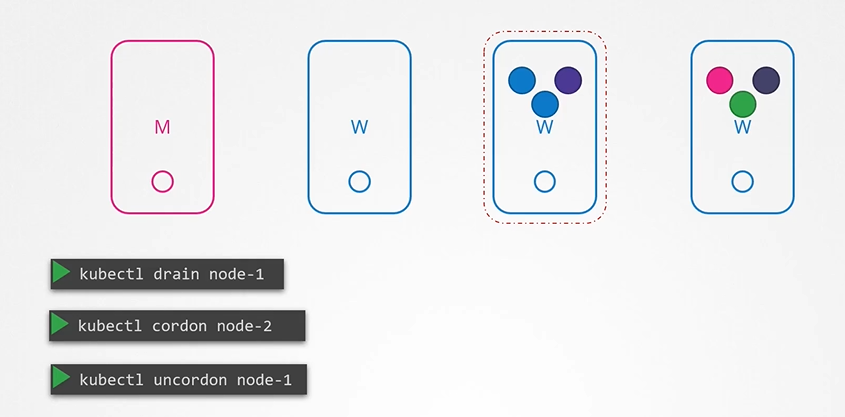 M
W
W
W
kubectl drain node-1
kubectl cordon node-2
kubectl uncordon node-1